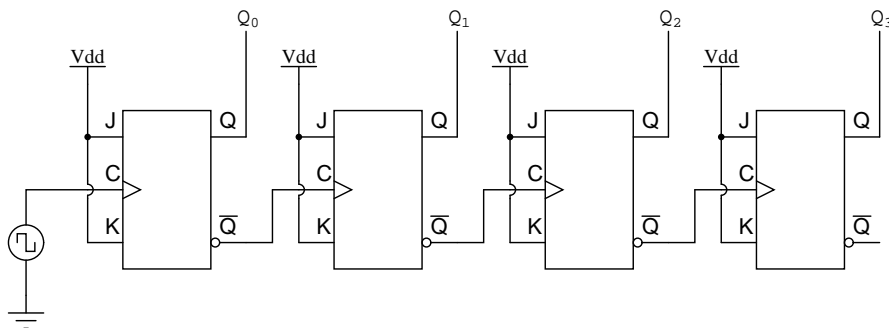 Q0 Q1 Q2 Q3
Vdd Vdd Vdd Vdd
J Q J Q J Q J Q
C C C C
K Q̅ K Q̅ K Q̅ K Q̅